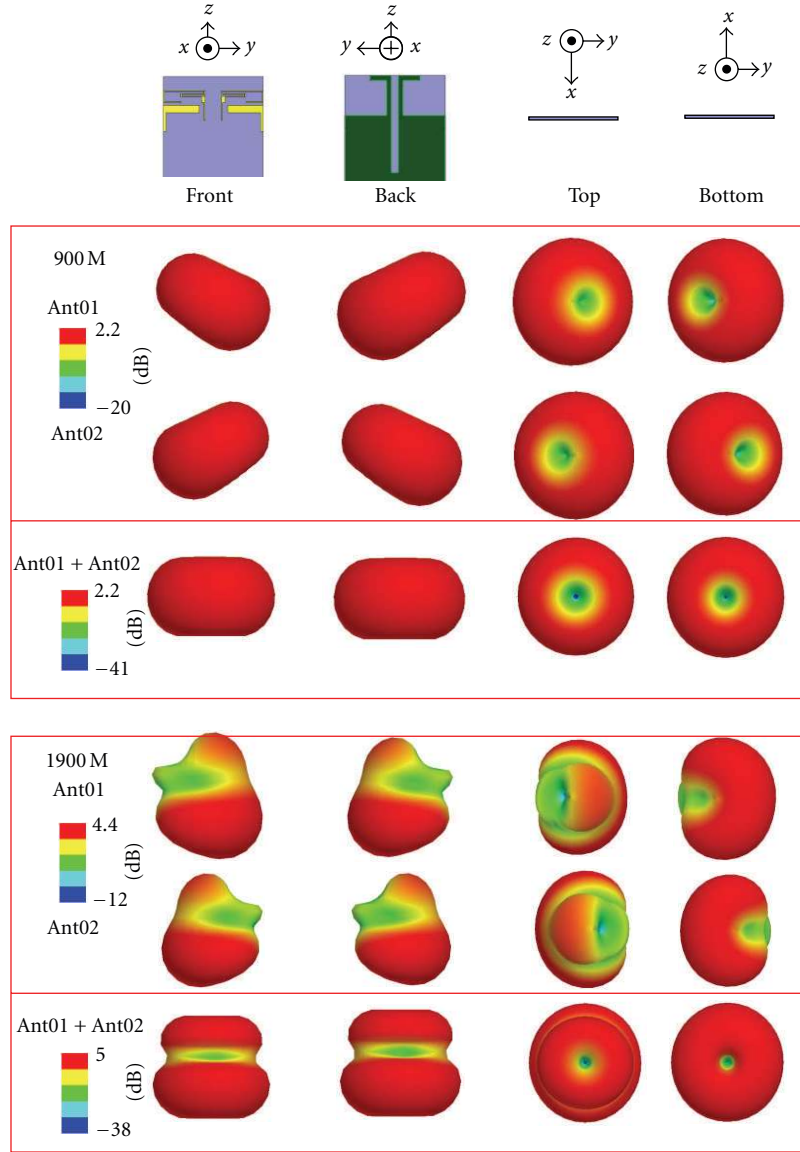 z z
x y y x z y x
x z y
Front Back Top Bottom
900 M
Ant01
2.2
(dB)
−20
Ant02
Ant01 + Ant02
2.2
(dB)
−41
1900 M
Ant01
4.4
(dB)
−12
Ant02
Ant01 + Ant02
5
(dB)
−38